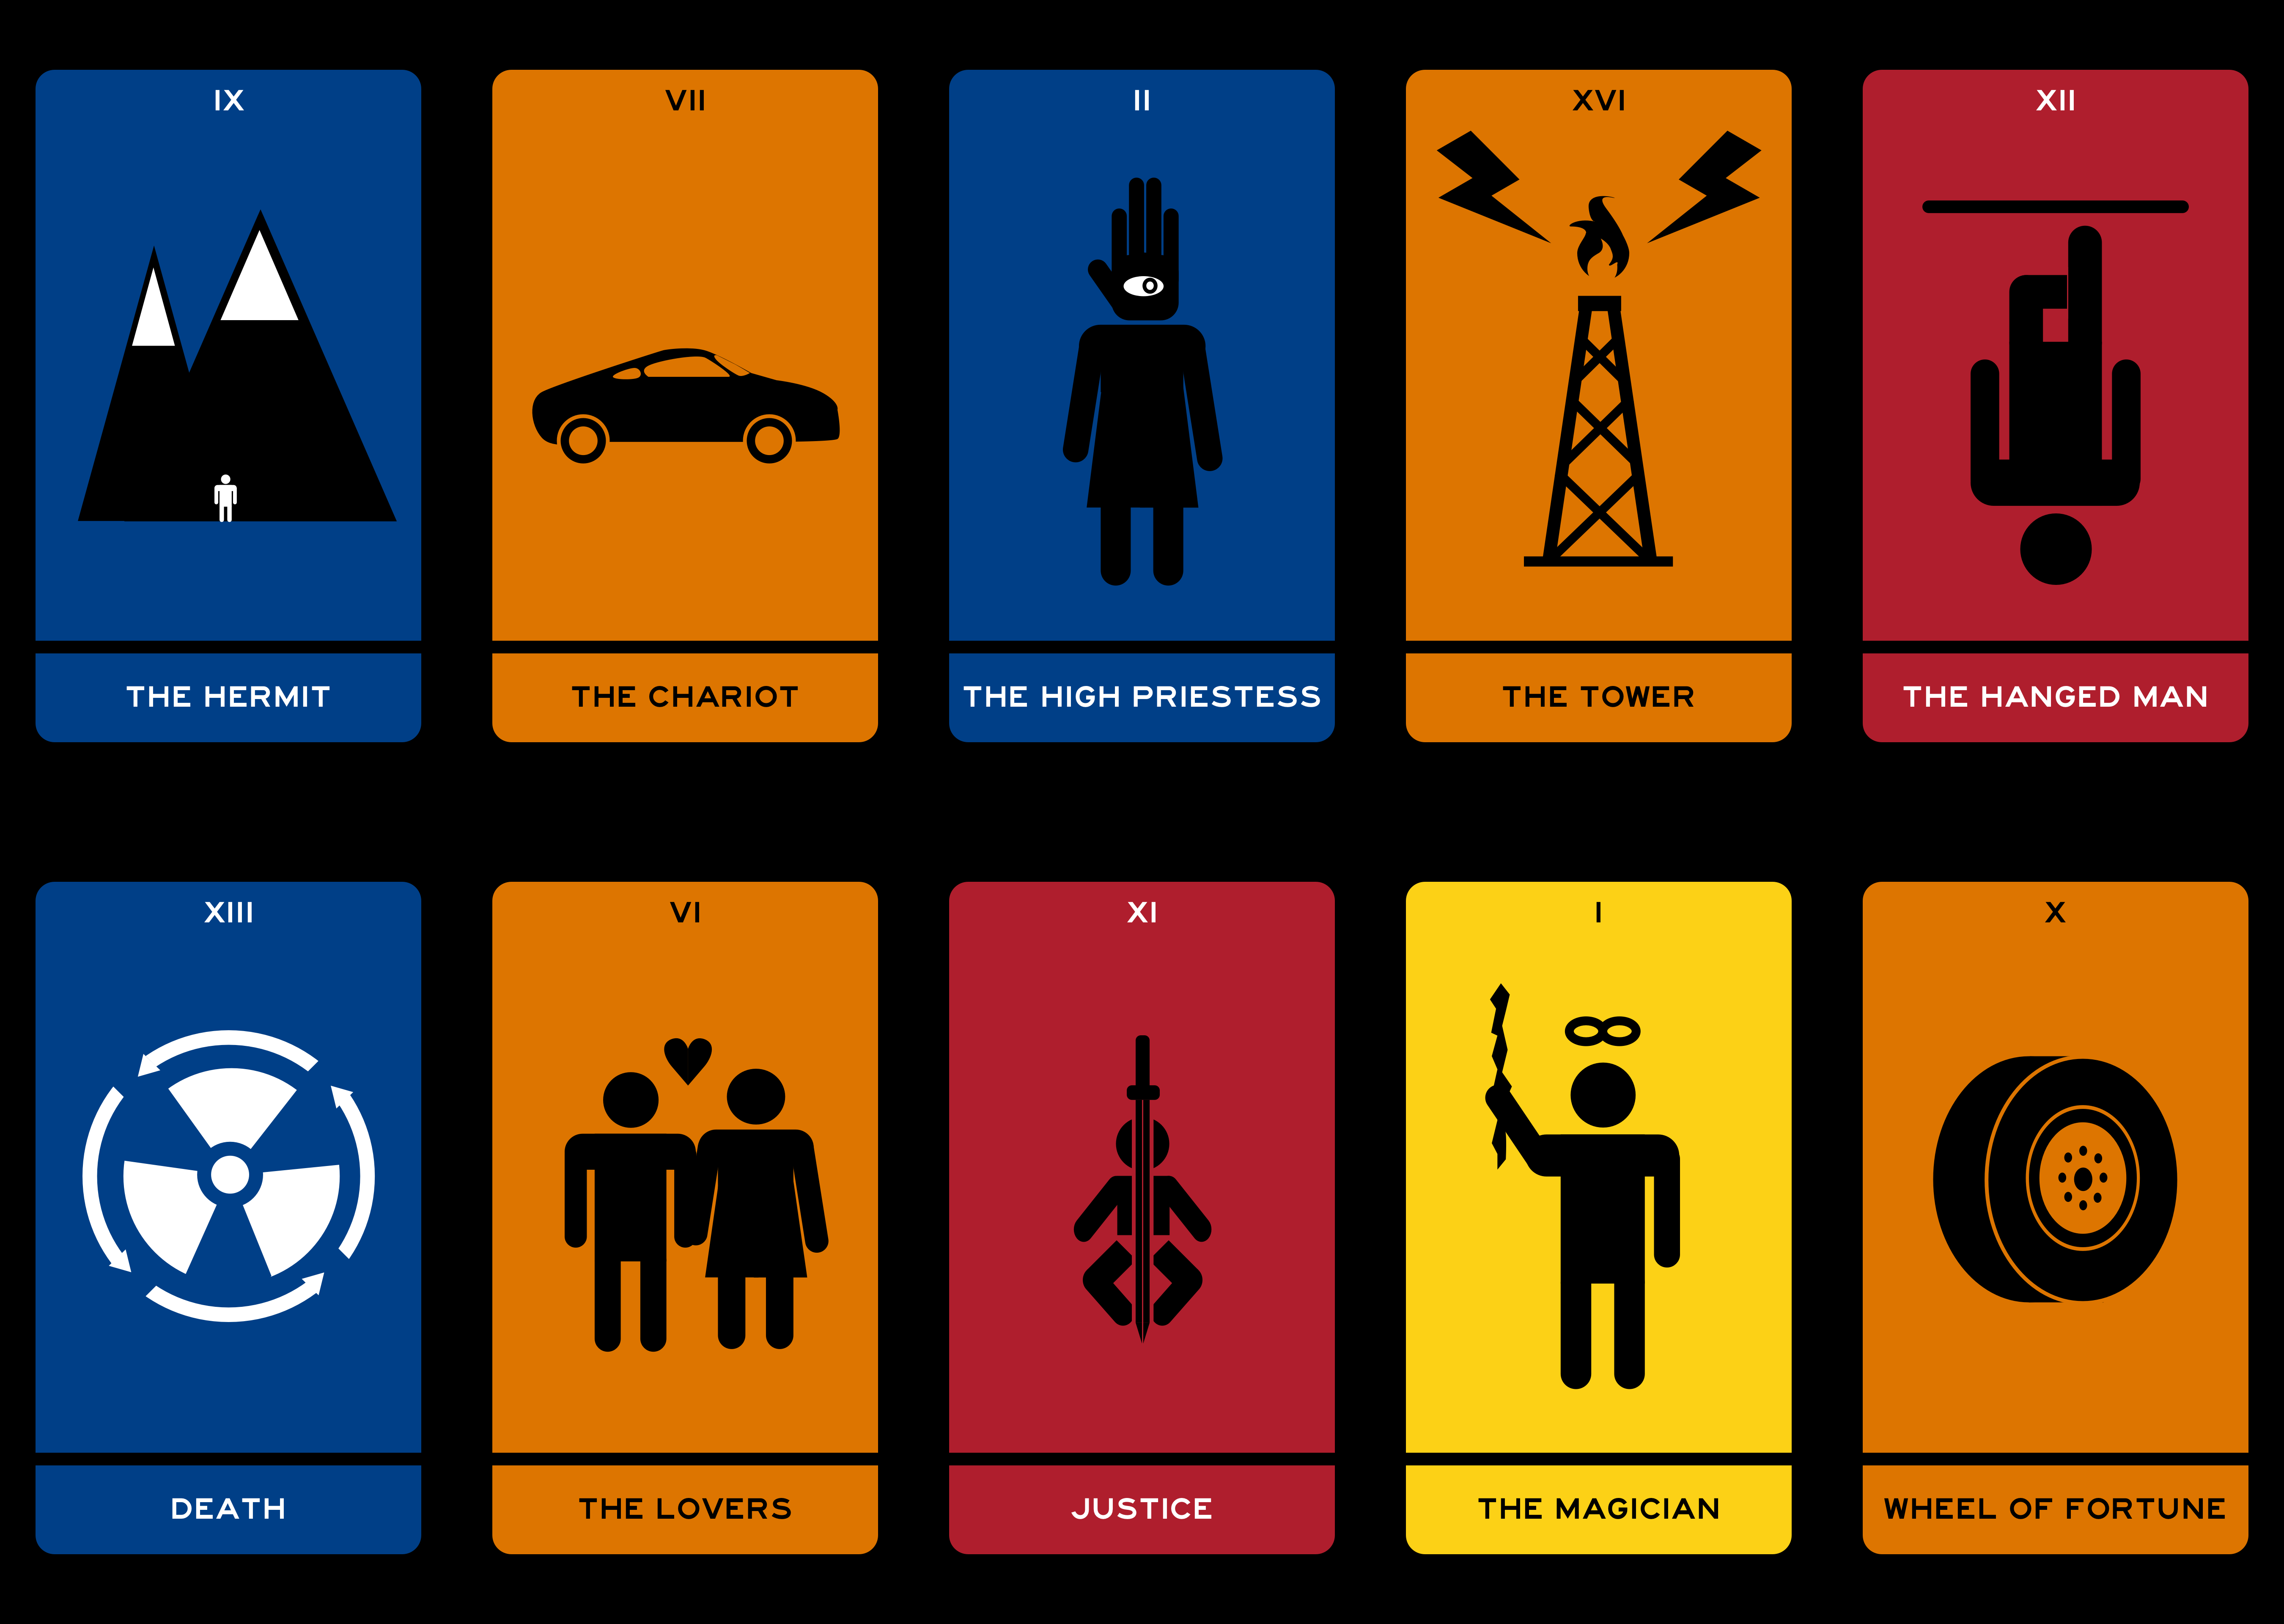 IX
VII
II
XVI
XII
THE HERMIT
THE CHARIOT
THE HIGH PRIESTESS
THE TOWER
THE HANGED MAN
XIII
VI
XI
I
X
DEATH
THE LOVERS
JUSTICE
THE MAGICIAN
WHEEL OF FORTUNE